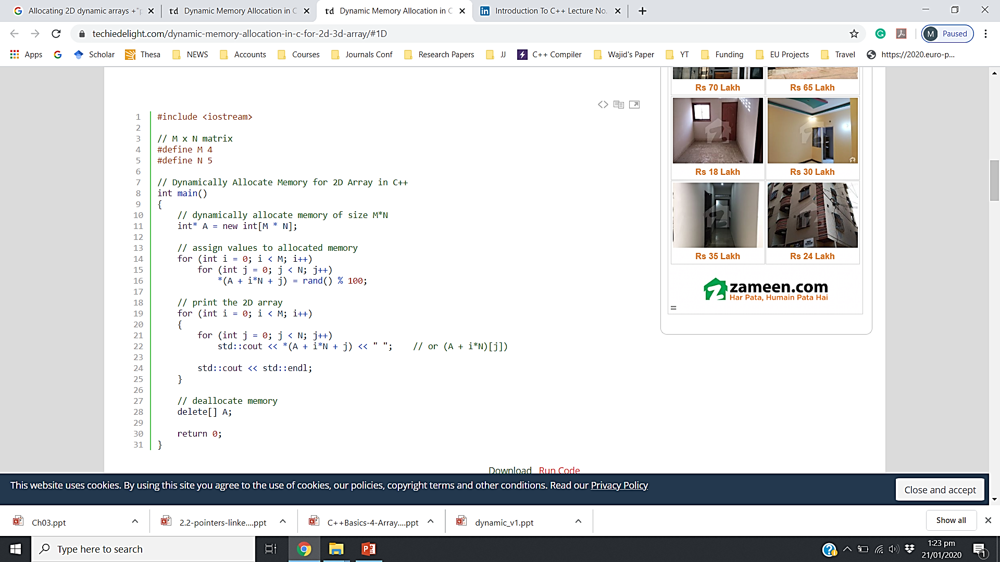 Allocating 2D dynamic arrays +"p
Dynamic Memory Allocation in C
Dynamic Memory Allocation in C
Introduction To C++ Lecture No.
techiedelight.com/dynamic-memory-allocation-in-c-for-2d-3d-array/#1D
M Paused
Apps
Scholar
Thesa
NEWS
Accounts
Courses
Journals Conf
Research Papers
JJ
C++ Compiler
Wajid's Paper
YT
Funding
EU Projects
Travel
https://2020.euro-p...
Rs 70 Lakh
Rs 65 Lakh
Rs 18 Lakh
Rs 30 Lakh
Rs 35 Lakh
Rs 24 Lakh
zameen.com
Har Pata, Humain Pata Hai
1 #include <iostream>
2
3 // M x N matrix
4 #define M 4
5 #define N 5
6
7 // Dynamically Allocate Memory for 2D Array in C++
8 int main()
9 {
10 // dynamically allocate memory of size M*N
11 int* A = new int[M * N];
12
13 // assign values to allocated memory
14 for (int i = 0; i < M; i++)
15 for (int j = 0; j < N; j++)
16 *(A + i*N + j) = rand() % 100;
17
18 // print the 2D array
19 for (int i = 0; i < M; i++)
20 {
21 for (int j = 0; j < N; j++)
22 std::cout << *(A + i*N + j) << " "; // or (A + i*N)[j])
23
24 std::cout << std::endl;
25 }
26
27 // deallocate memory
28 delete[] A;
29
30 return 0;
31 }
Download Run Code
This website uses cookies. By using this site you agree to the use of cookies, our policies, copyright terms and other conditions. Read our Privacy Policy
Close and accept
Ch03.ppt
2.2-pointers-linke....ppt
C++Basics-4-Array....ppt
dynamic_v1.ppt
Show all
Type here to search
1:23 pm
21/01/2020
1